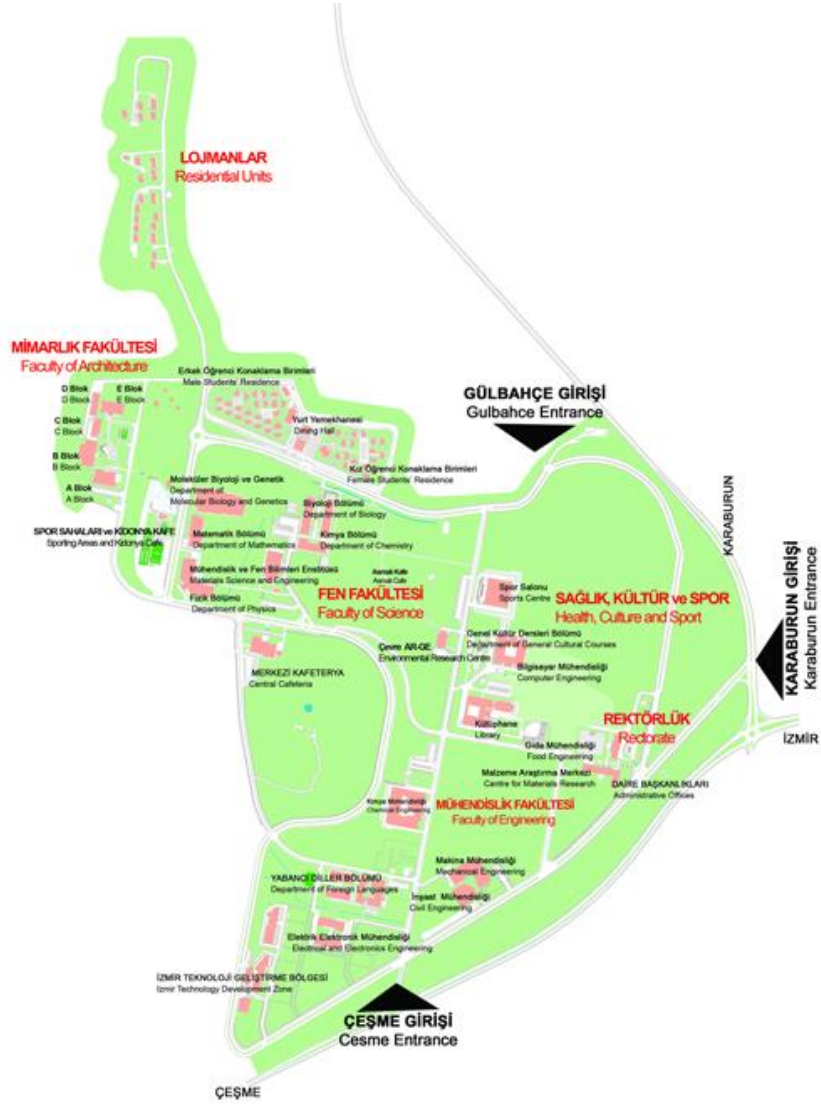 LOJMANLAR
Residential Units
MİMARLIK FAKÜLTESİ
Faculty of Architecture
D Blok
D Block
E Blok
E Block
C Blok
C Block
B Blok
B Block
A Blok
A Block
Erkek Öğrenci Konaklama Birimleri
Male Students' Residence
Yurt Yemekhanesi
Dining Hall
Kız Öğrenci Konaklama Birimleri
Female Students' Residence
GÜLBAHÇE GİRİŞİ
Gulbahce Entrance
KARABURUN
KARABURUN GİRİŞİ
Karaburun Entrance
İZMİR
Moleküler Biyoloji ve Genetik
Department of
Molecular Biology and Genetics
Biyoloji Bölümü
Department of Biology
SPOR SAHALARI ve KİDONYA KAFE
Sporting Areas and Kidonya Cafe
Matematik Bölümü
Department of Mathematics
Kimya Bölümü
Department of Chemistry
Mühendislik ve Fen Bilimleri Enstitüsü
Materials Science and Engineering
Fizik Bölümü
Department of Physics
FEN FAKÜLTESİ
Faculty of Science
Asmalı Kafe
Asmalı Cafe
Spor Salonu
Sports Centre
SAĞLIK, KÜLTÜR ve SPOR
Health, Culture and Sport
Genel Kültür Dersleri Bölümü
Department of General Cultural Courses
Çevre AR-GE
Environmental Research Centre
Bilgisayar Mühendisliği
Computer Engineering
MERKEZİ KAFETERYA
Central Cafeteria
Kütüphane
Library
REKTÖRLÜK
Rectorate
Gıda Mühendisliği
Food Engineering
Malzeme Araştırma Merkezi
Centre for Materials Research
DAİRE BAŞKANLIKLARI
Administrative Offices
Kimya Mühendisliği
Chemical Engineering
MÜHENDİSLİK FAKÜLTESİ
Faculty of Engineering
Makina Mühendisliği
Mechanical Engineering
YABANCI DİLLER BÖLÜMÜ
Department of Foreign Languages
İnşaat Mühendisliği
Civil Engineering
Elektrik Elektronik Mühendisliği
Electrical and Electronics Engineering
İZMİR TEKNOLOJİ GELİŞTİRME BÖLGESİ
Izmir Technology Development Zone
ÇEŞME GİRİŞİ
Cesme Entrance
ÇEŞME